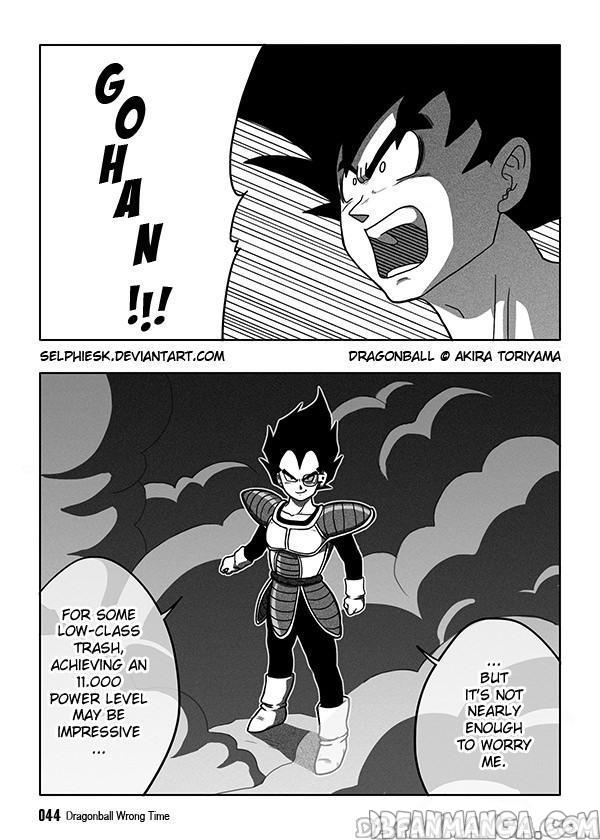 GOHAN !!!
SELPHIESK.DEVIANTART.COM
DRAGONBALL © AKIRA TORIYAMA
FOR SOME
LOW-CLASS
TRASH,
ACHIEVING AN
11.000
POWER LEVEL
MAY BE
IMPRESSIVE
...
...
BUT
IT'S NOT
NEARLY
ENOUGH
TO WORRY
ME.
044 Dragonball Wrong Time
DBFANMANGA.COM